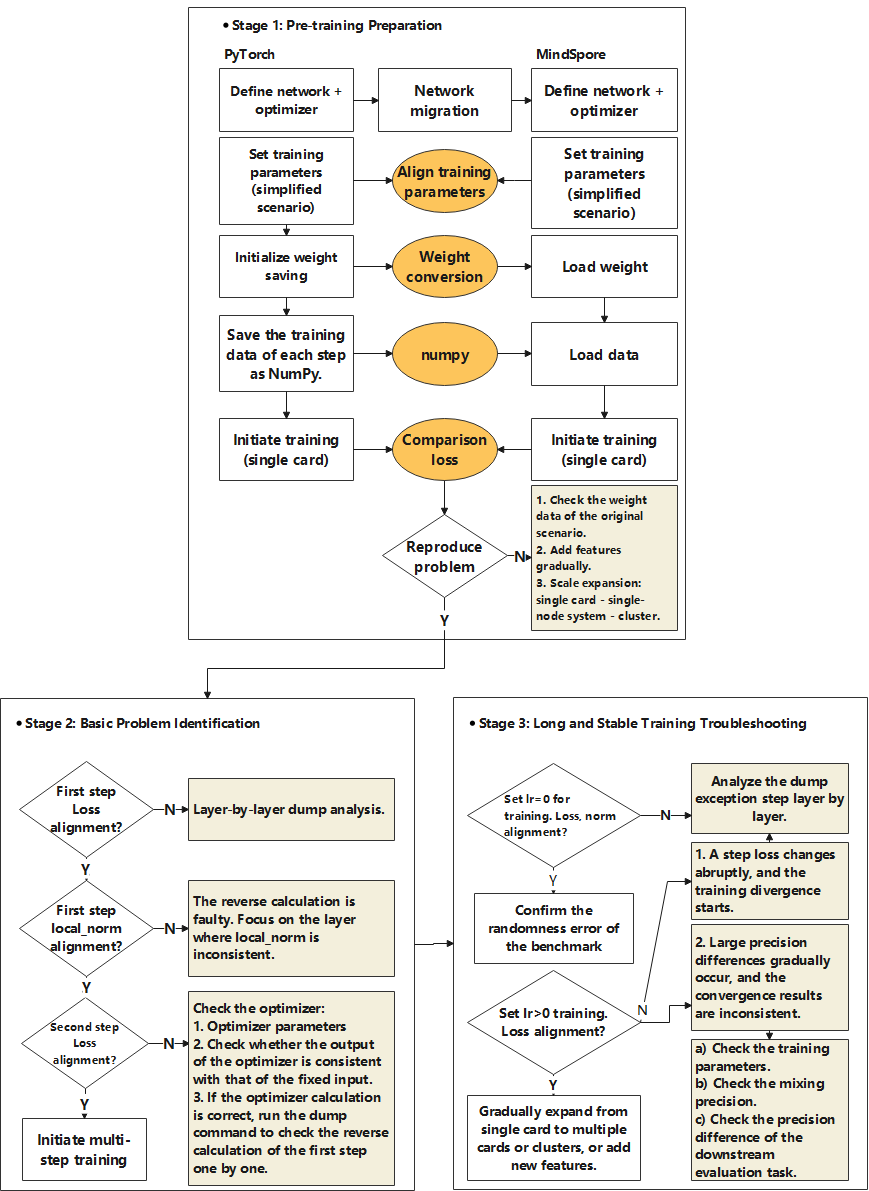 • Stage 1: Pre-training Preparation
PyTorch
MindSpore
Define network +
optimizer
Network
migration
Define network +
optimizer
Set training
parameters
(simplified
scenario)
Align training
parameters
Set training
parameters
(simplified
scenario)
Initialize weight
saving
Weight
conversion
Load weight
Save the training
data of each step
as NumPy.
numpy
Load data
Initiate training
(single card)
Comparison
loss
Initiate training
(single card)
Reproduce
problem
N
1. Check the weight
data of the original
scenario.
2. Add features
gradually.
3. Scale expansion:
single card - single-
node system - cluster.
Y
• Stage 2: Basic Problem Identification
First step
Loss
alignment?
N
Layer-by-layer dump analysis.
Y
First step
local_norm
alignment?
N
The reverse calculation is
faulty. Focus on the layer
where local_norm is
inconsistent.
Y
Second step
Loss
alignment?
N
Check the optimizer:
1. Optimizer parameters
2. Check whether the output
of the optimizer is consistent
with that of the fixed input.
3. If the optimizer calculation
is correct, run the dump
command to check the reverse
calculation of the first step
one by one.
Y
Initiate multi-
step training
• Stage 3: Long and Stable Training Troubleshooting
Set lr=0 for
training. Loss, norm
alignment?
N
Analyze the dump
exception step layer by
layer.
Y
Confirm the
randomness error of
the benchmark
1. A step loss changes
abruptly, and the
training divergence
starts.
Set lr>0 training.
Loss alignment?
N
2. Large precision
differences gradually
occur, and the
convergence results
are inconsistent.
Y
Gradually expand from
single card to multiple
cards or clusters, or add
new features.
a) Check the training
parameters.
b) Check the mixing
precision.
c) Check the precision
difference of the
downstream
evaluation task.